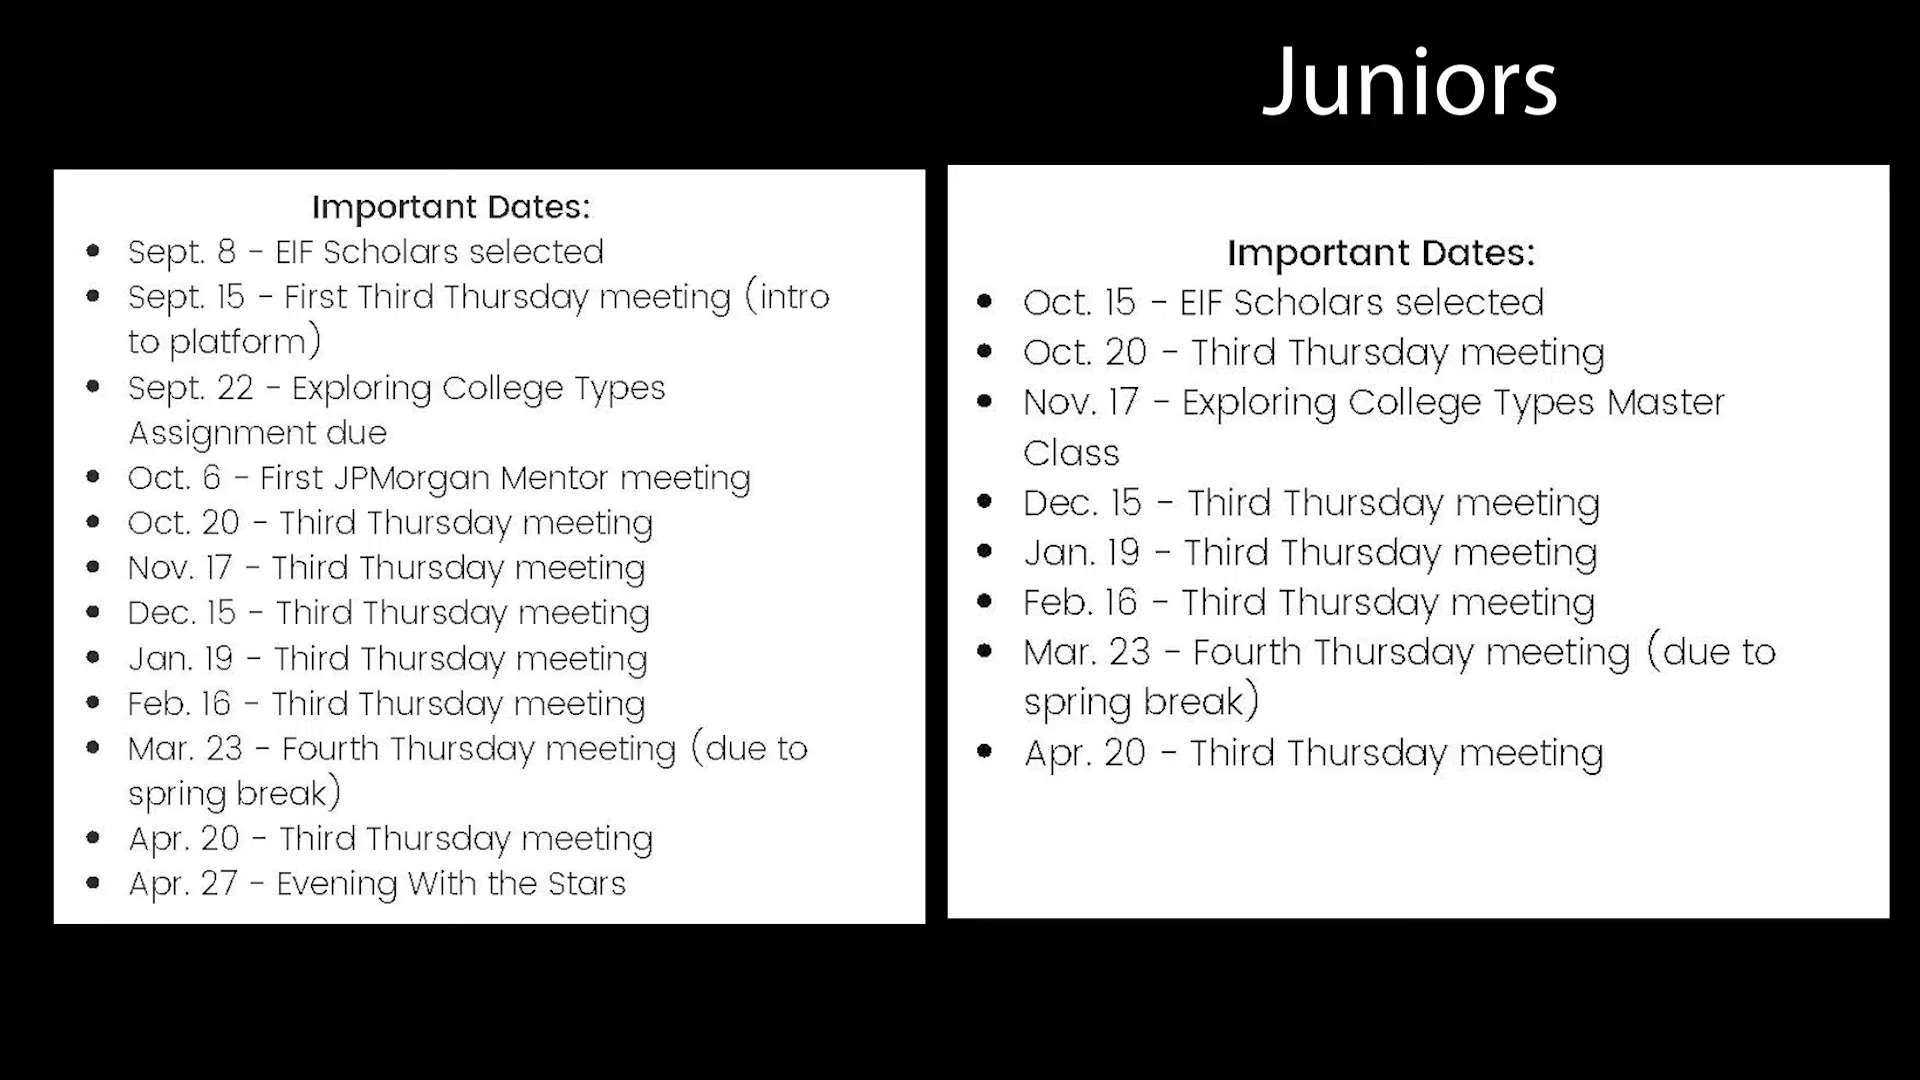 Juniors
Important Dates:
• Sept. 8 - EIF Scholars selected
• Sept. 15 - First Third Thursday meeting (intro
to platform)
• Sept. 22 - Exploring College Types
Assignment due
• Oct. 6 - First JPMorgan Mentor meeting
• Oct. 20 - Third Thursday meeting
• Nov. 17 - Third Thursday meeting
• Dec. 15 - Third Thursday meeting
• Jan. 19 - Third Thursday meeting
• Feb. 16 - Third Thursday meeting
• Mar. 23 - Fourth Thursday meeting (due to
spring break)
• Apr. 20 - Third Thursday meeting
• Apr. 27 - Evening With the Stars
Important Dates:
• Oct. 15 - EIF Scholars selected
• Oct. 20 - Third Thursday meeting
• Nov. 17 - Exploring College Types Master
Class
• Dec. 15 - Third Thursday meeting
• Jan. 19 - Third Thursday meeting
• Feb. 16 - Third Thursday meeting
• Mar. 23 - Fourth Thursday meeting (due to
spring break)
• Apr. 20 - Third Thursday meeting